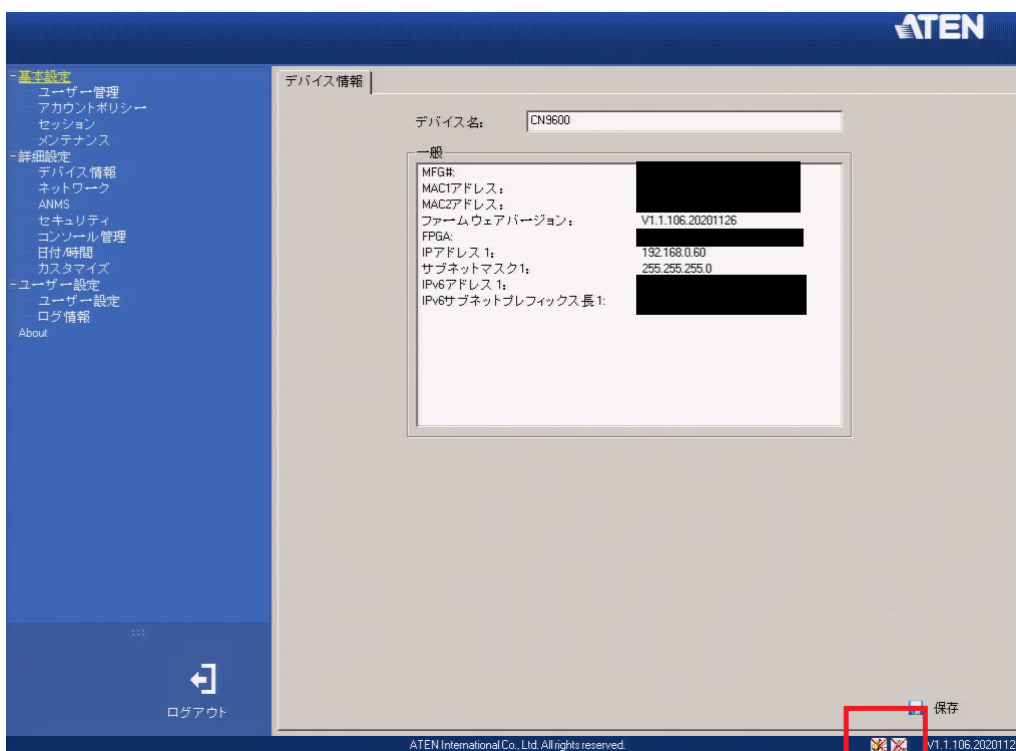 ATEN
基本設定
ユーザー管理
アカウントポリシー
セッション
メンテナンス
詳細設定
デバイス情報
ネットワーク
ANMS
セキュリティ
コンソール管理
日付/時間
カスタマイズ
ユーザー設定
ユーザー設定
ログ情報
About
ログアウト
デバイス情報
デバイス名: CN9600
一般
MFG#:
MAC1アドレス:
MAC2アドレス:
ファームウェアバージョン: V1.1.106.20201126
FPGA:
IPアドレス 1: 192.168.0.60
サブネットマスク1: 255.255.255.0
IPv6アドレス 1:
IPv6サブネットプレフィックス長 1:
保存
ATEN International Co., Ltd. All rights reserved.
V1.1.106.2020112